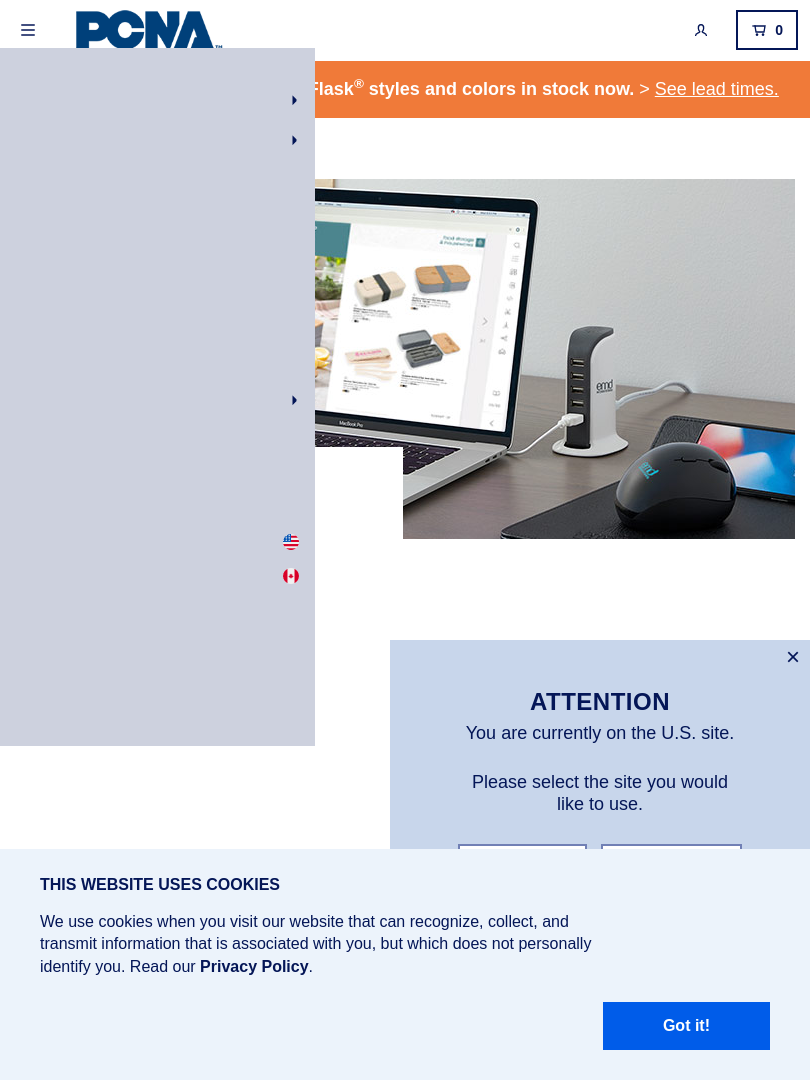 PCNA™
0
Flask® styles and colors in stock now. > See lead times.
MacBook Pro
emd
ATTENTION
You are currently on the U.S. site.
Please select the site you would
like to use.
THIS WEBSITE USES COOKIES
We use cookies when you visit our website that can recognize, collect, and
transmit information that is associated with you, but which does not personally
identify you. Read our Privacy Policy.
Got it!